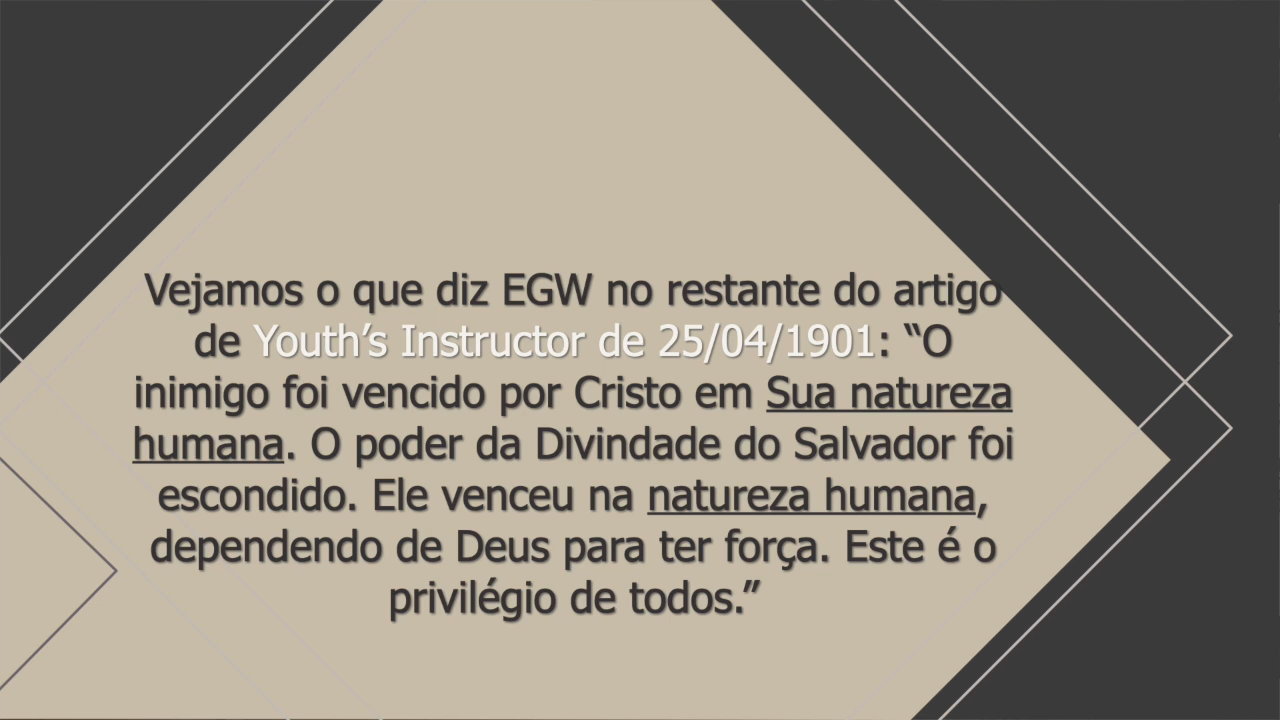 Vejamos o que diz EGW no restante do artigo
de Youth’s Instructor de 25/04/1901: “O
inimigo foi vencido por Cristo em Sua natureza
humana. O poder da Divindade do Salvador foi
escondido. Ele venceu na natureza humana,
dependendo de Deus para ter força. Este é o
privilégio de todos.”